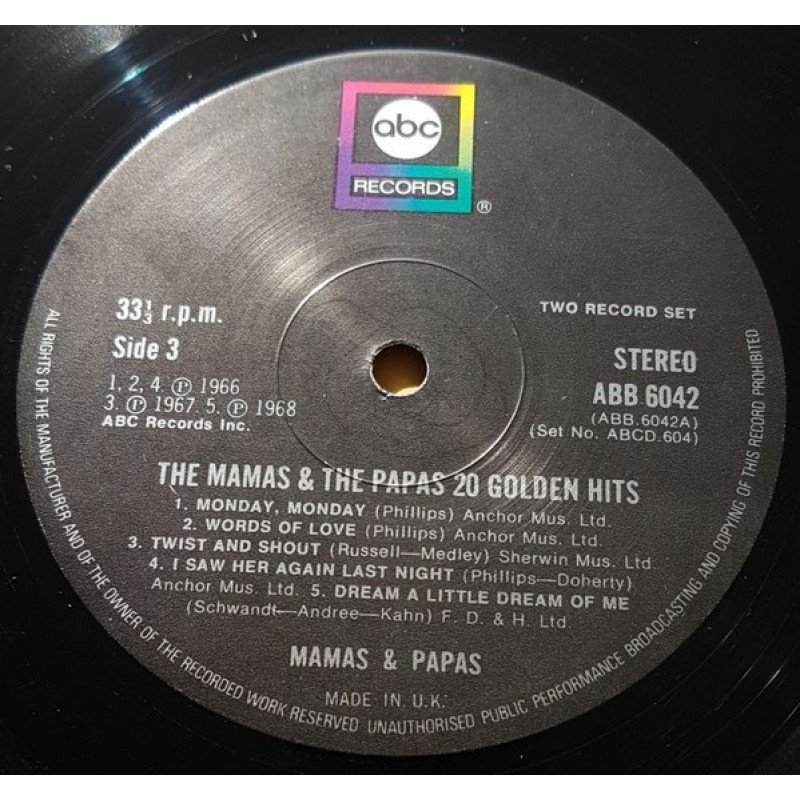 abc
RECORDS
®
33⅓ r.p.m.
Side 3
1, 2, 4. ℗ 1966
3. ℗ 1967. 5. ℗ 1968
ABC Records Inc.
TWO RECORD SET
STEREO
ABB 6042
(ABB. 6042A)
(Set No. ABCD. 604)
THE MAMAS & THE PAPAS 20 GOLDEN HITS
1. MONDAY, MONDAY (Phillips) Anchor Mus. Ltd.
2. WORDS OF LOVE (Phillips) Anchor Mus. Ltd.
3. TWIST AND SHOUT (Russell—Medley) Sherwin Mus. Ltd.
4. I SAW HER AGAIN LAST NIGHT (Phillips—Doherty)
Anchor Mus. Ltd. 5. DREAM A LITTLE DREAM OF ME
(Schwandt—Andree—Kahn) F. D. & H. Ltd.
MAMAS & PAPAS
MADE IN U.K.
ALL RIGHTS OF THE MANUFACTURER AND OF THE OWNER OF THE RECORDED WORK RESERVED UNAUTHORISED PUBLIC PERFORMANCE BROADCASTING AND COPYING OF THIS RECORD PROHIBITED